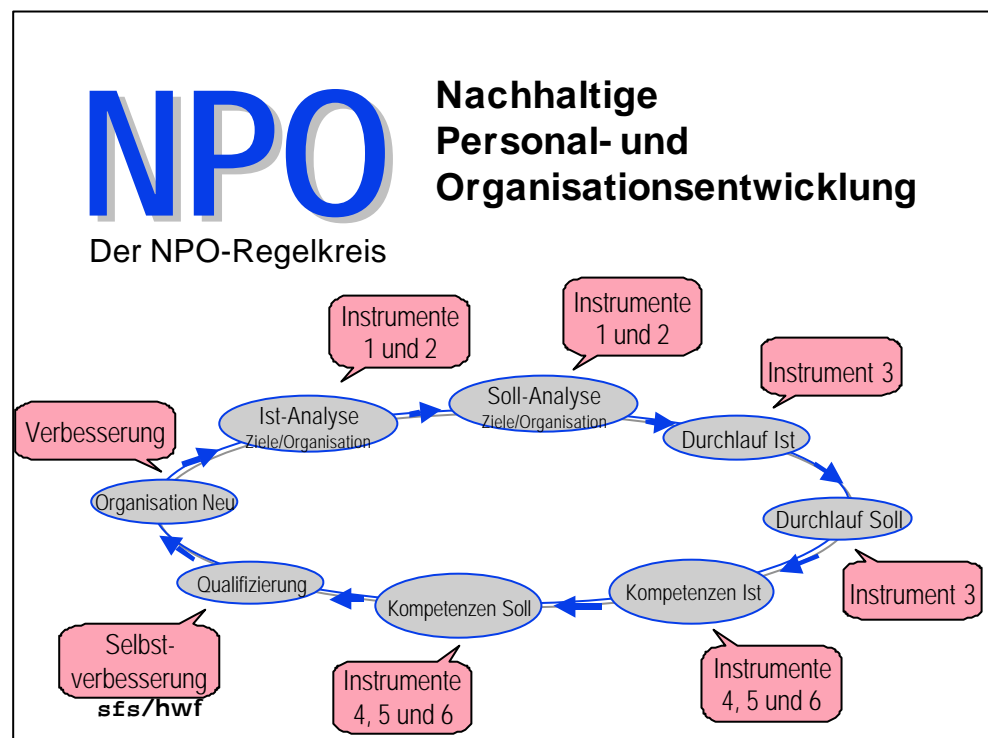 NPO
Nachhaltige
Personal- und
Organisationsentwicklung
Der NPO-Regelkreis
Instrumente
1 und 2
Instrumente
1 und 2
Instrument 3
Verbesserung
Ist-Analyse
Ziele/Organisation
Soll-Analyse
Ziele/Organisation
Durchlauf Ist
Organisation Neu
Durchlauf Soll
Qualifizierung
Kompetenzen Soll
Kompetenzen Ist
Instrument 3
Selbst-
verbesserung
sfs/hwf
Instrumente
4, 5 und 6
Instrumente
4, 5 und 6